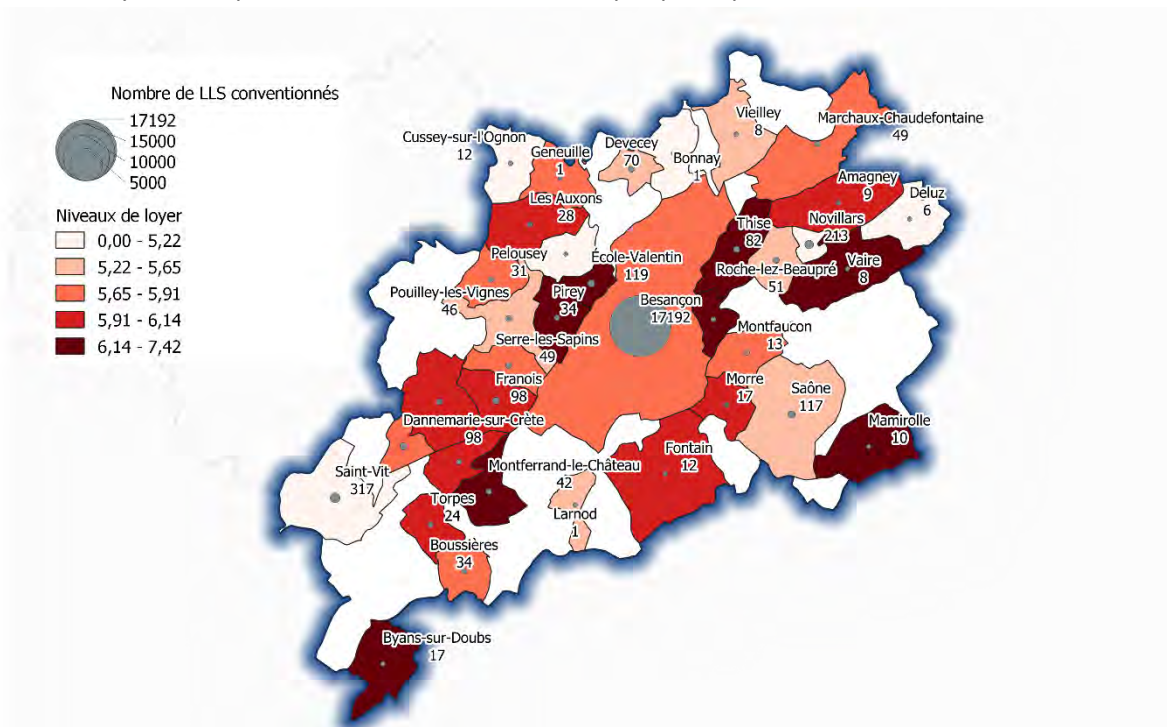 Nombre de LLS conventionnés
17192
15000
10000
5000
Niveaux de loyer
0,00 - 5,22
5,22 - 5,65
5,65 - 5,91
5,91 - 6,14
6,14 - 7,42
Cussey-sur-l'Ognon
12
Geneuille
1
Devecey
70
Bonnay
1
Vieilley
8
Marchaux-Chaudefontaine
49
Les Auxons
28
Amagney
9
Deluz
6
Thise
82
Novillars
213
Pelousey
31
École-Valentin
119
Roche-lez-Beaupré
51
Vaire
8
Pouilley-les-Vignes
46
Pirey
34
Besançon
17192
Serre-les-Sapins
49
Montfaucon
13
Franois
98
Morre
17
Saône
117
Dannemarie-sur-Crète
98
Mamirolle
10
Fontain
12
Saint-Vit
317
Montferrand-le-Château
42
Torpes
24
Larnod
1
Boussières
34
Byans-sur-Doubs
17